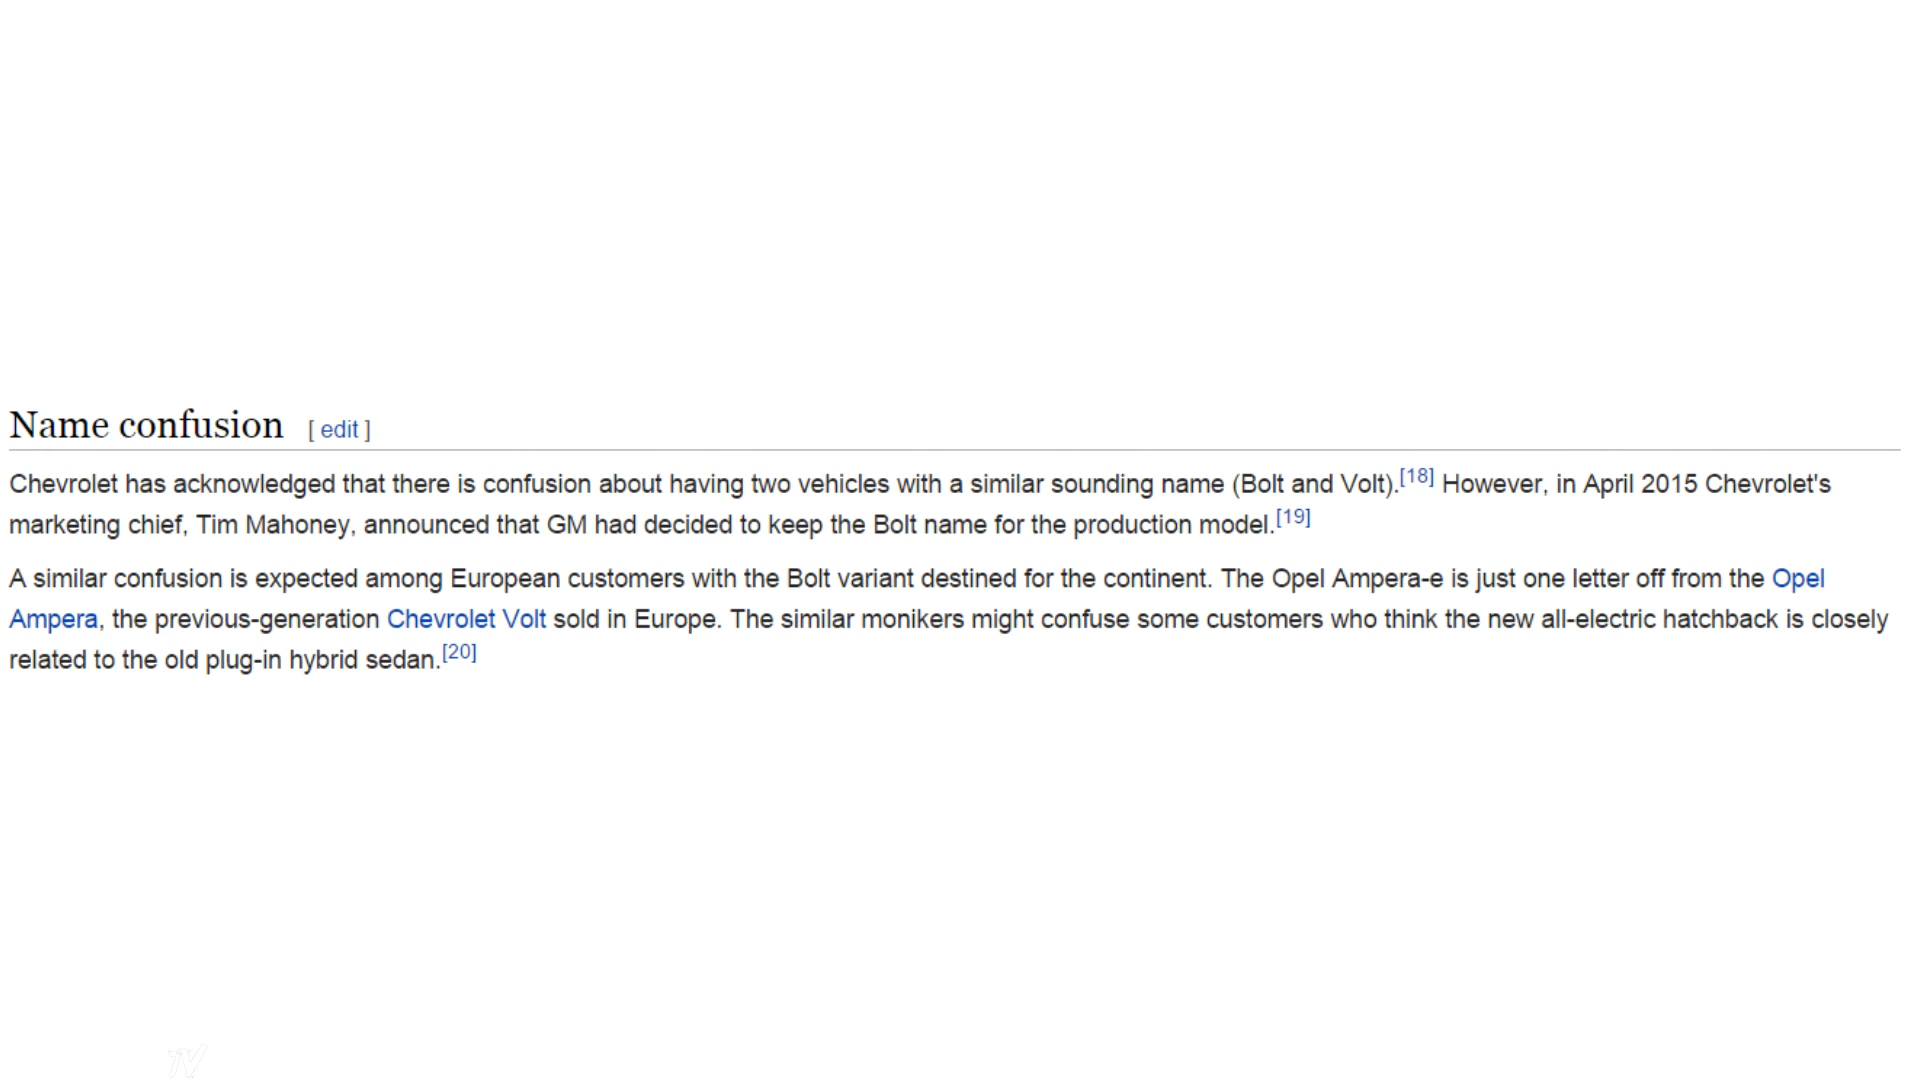 Name confusion [ edit ]
Chevrolet has acknowledged that there is confusion about having two vehicles with a similar sounding name (Bolt and Volt).[18] However, in April 2015 Chevrolet's
marketing chief, Tim Mahoney, announced that GM had decided to keep the Bolt name for the production model.[19]
A similar confusion is expected among European customers with the Bolt variant destined for the continent. The Opel Ampera-e is just one letter off from the Opel
Ampera, the previous-generation Chevrolet Volt sold in Europe. The similar monikers might confuse some customers who think the new all-electric hatchback is closely
related to the old plug-in hybrid sedan.[20]
TV